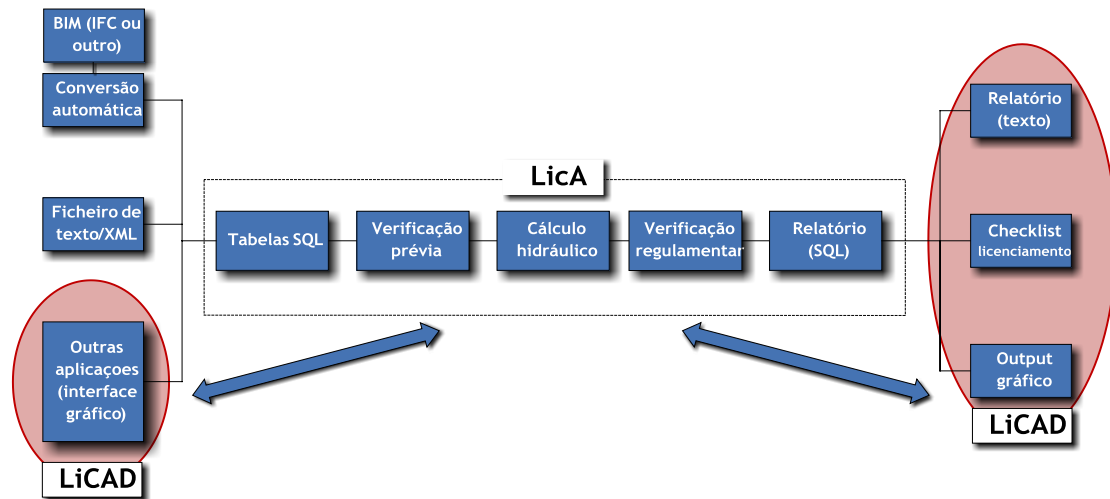 BIM (IFC ou
outro)
Conversão
automática
Ficheiro de
texto/XML
Outras
aplicaçoes
(interface
gráfico)
LiCAD
LicA
Tabelas SQL
Verificação
prévia
Cálculo
hidráulico
Verificação
regulamentar
Relatório
(SQL)
Relatório
(texto)
Checklist
licenciamento
Output
gráfico
LiCAD